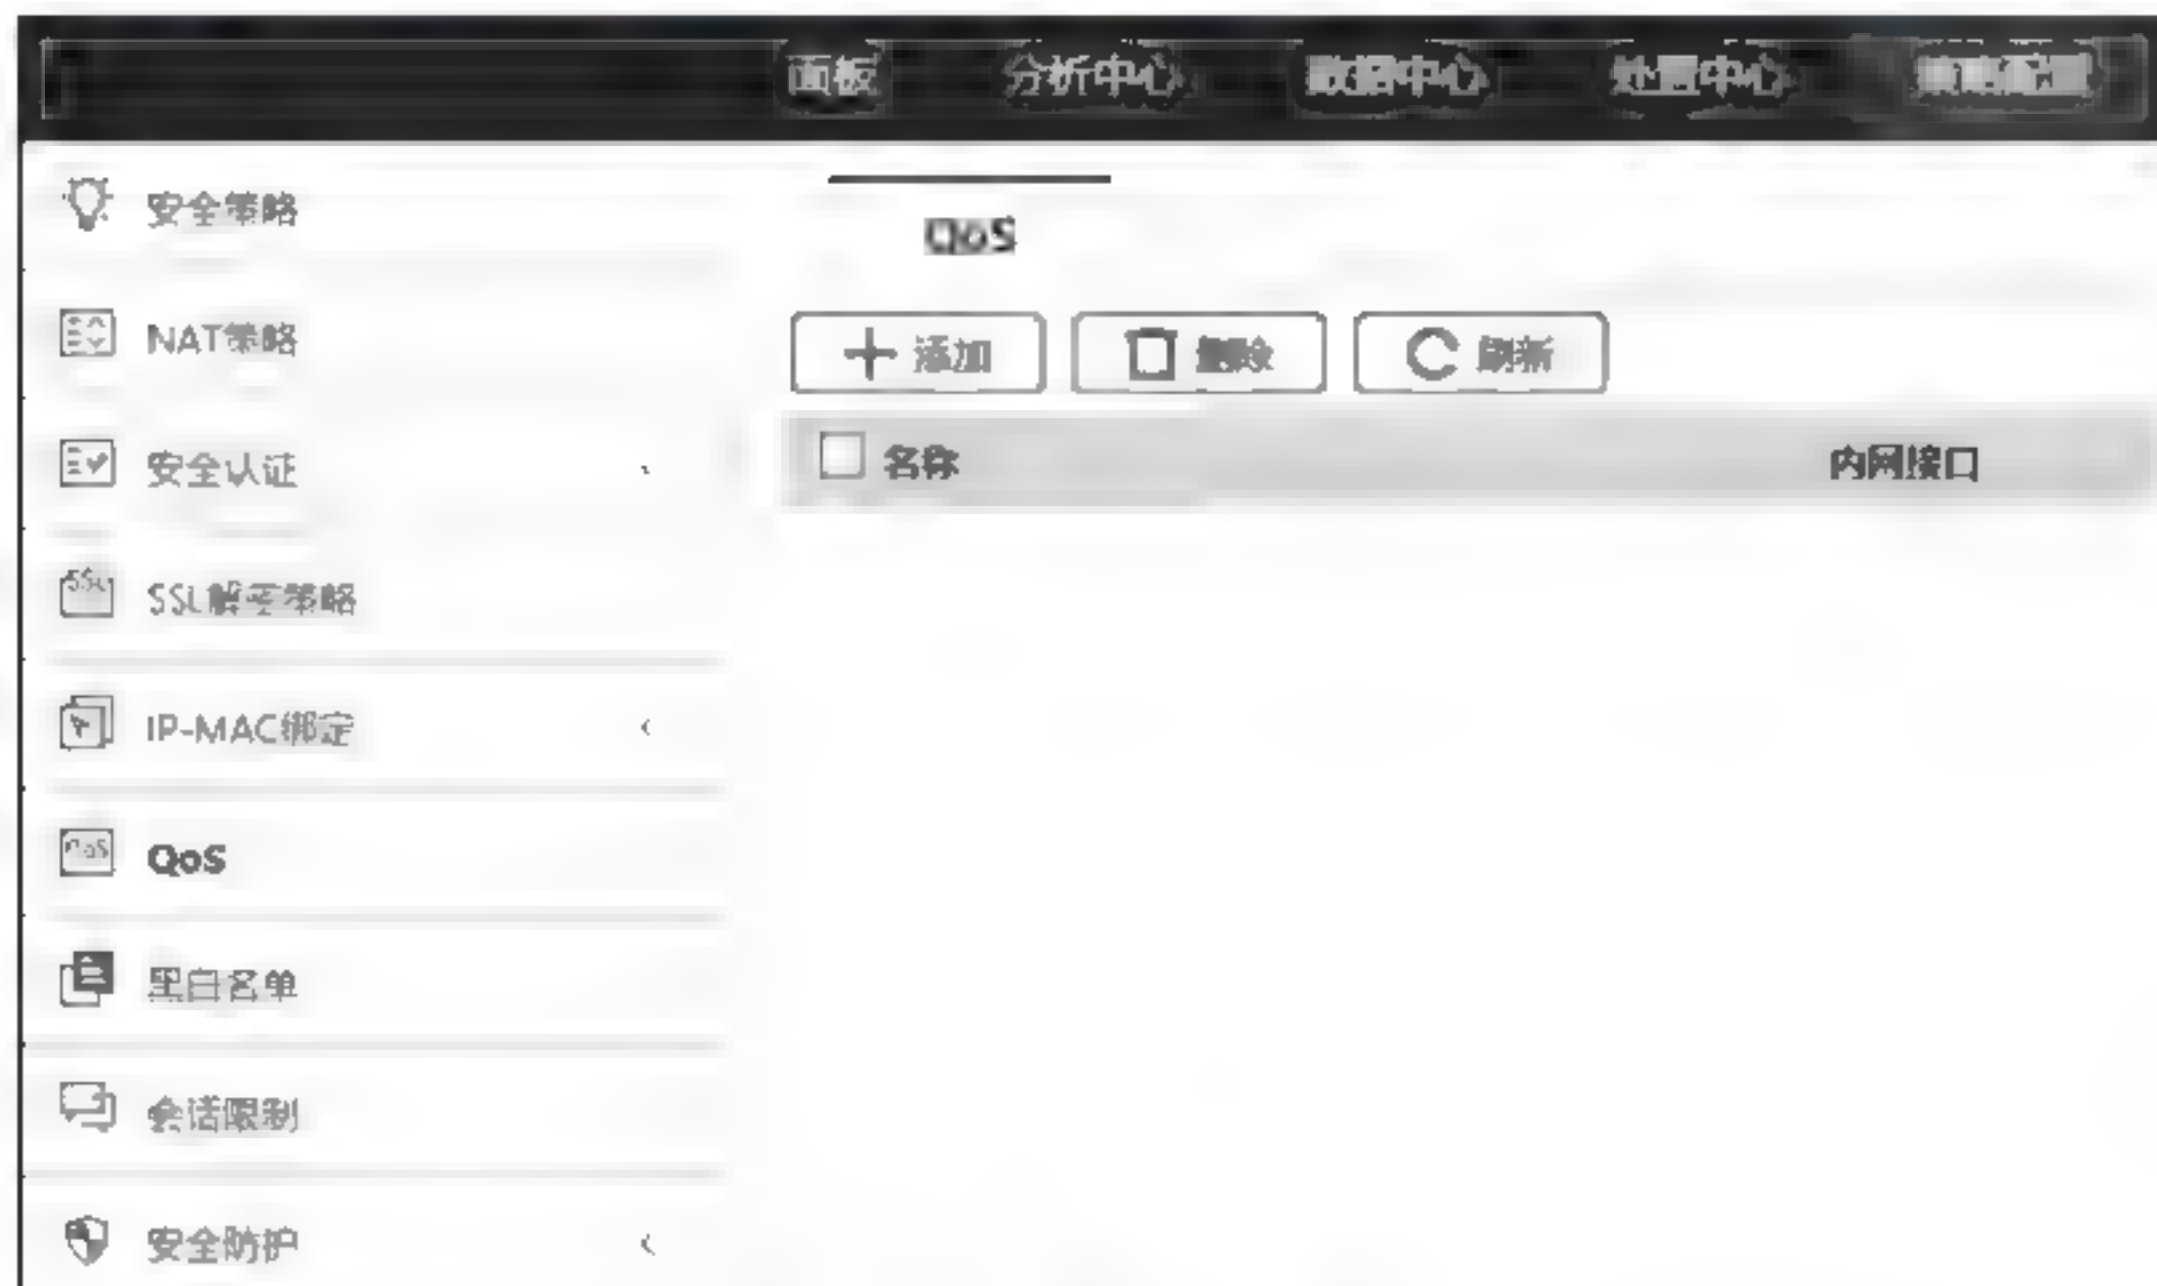 面板 分析中心 数据中心 处置中心 策略配置
安全策略
QoS
NAT策略
添加 删除 刷新
安全认证
名称 内网接口
SSL解密策略
IP-MAC绑定
QoS
黑白名单
会话限制
安全防护